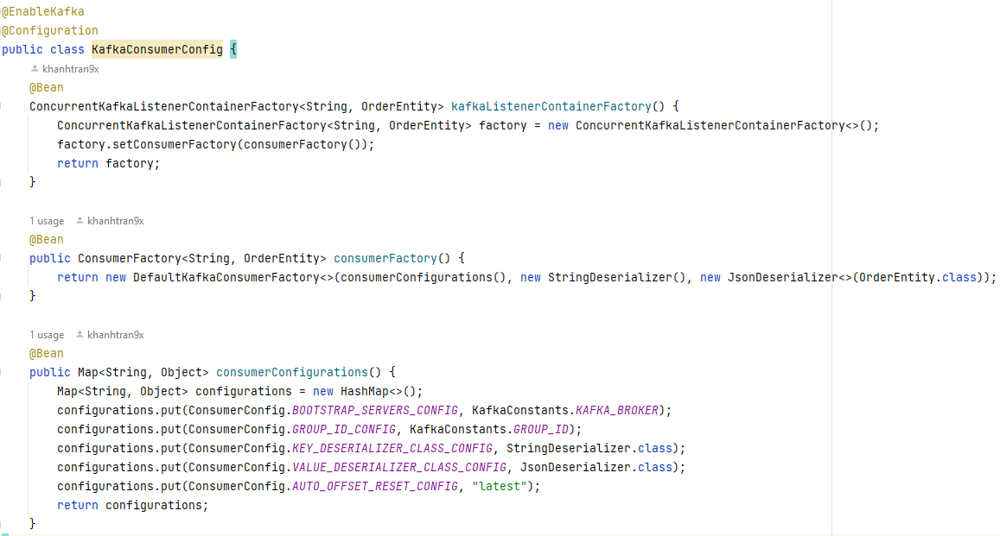 @EnableKafka
@Configuration
public class KafkaConsumerConfig {
khanhtran9x
@Bean
ConcurrentKafkaListenerContainerFactory<String, OrderEntity> kafkaListenerContainerFactory() {
ConcurrentKafkaListenerContainerFactory<String, OrderEntity> factory = new ConcurrentKafkaListenerContainerFactory<>();
factory.setConsumerFactory(consumerFactory());
return factory;
}
1 usage khanhtran9x
@Bean
public ConsumerFactory<String, OrderEntity> consumerFactory() {
return new DefaultKafkaConsumerFactory<>(consumerConfigurations(), new StringDeserializer(), new JsonDeserializer<>(OrderEntity.class));
}
1 usage khanhtran9x
@Bean
public Map<String, Object> consumerConfigurations() {
Map<String, Object> configurations = new HashMap<>();
configurations.put(ConsumerConfig.BOOTSTRAP_SERVERS_CONFIG, KafkaConstants.KAFKA_BROKER);
configurations.put(ConsumerConfig.GROUP_ID_CONFIG, KafkaConstants.GROUP_ID);
configurations.put(ConsumerConfig.KEY_DESERIALIZER_CLASS_CONFIG, StringDeserializer.class);
configurations.put(ConsumerConfig.VALUE_DESERIALIZER_CLASS_CONFIG, JsonDeserializer.class);
configurations.put(ConsumerConfig.AUTO_OFFSET_RESET_CONFIG, "latest");
return configurations;
}